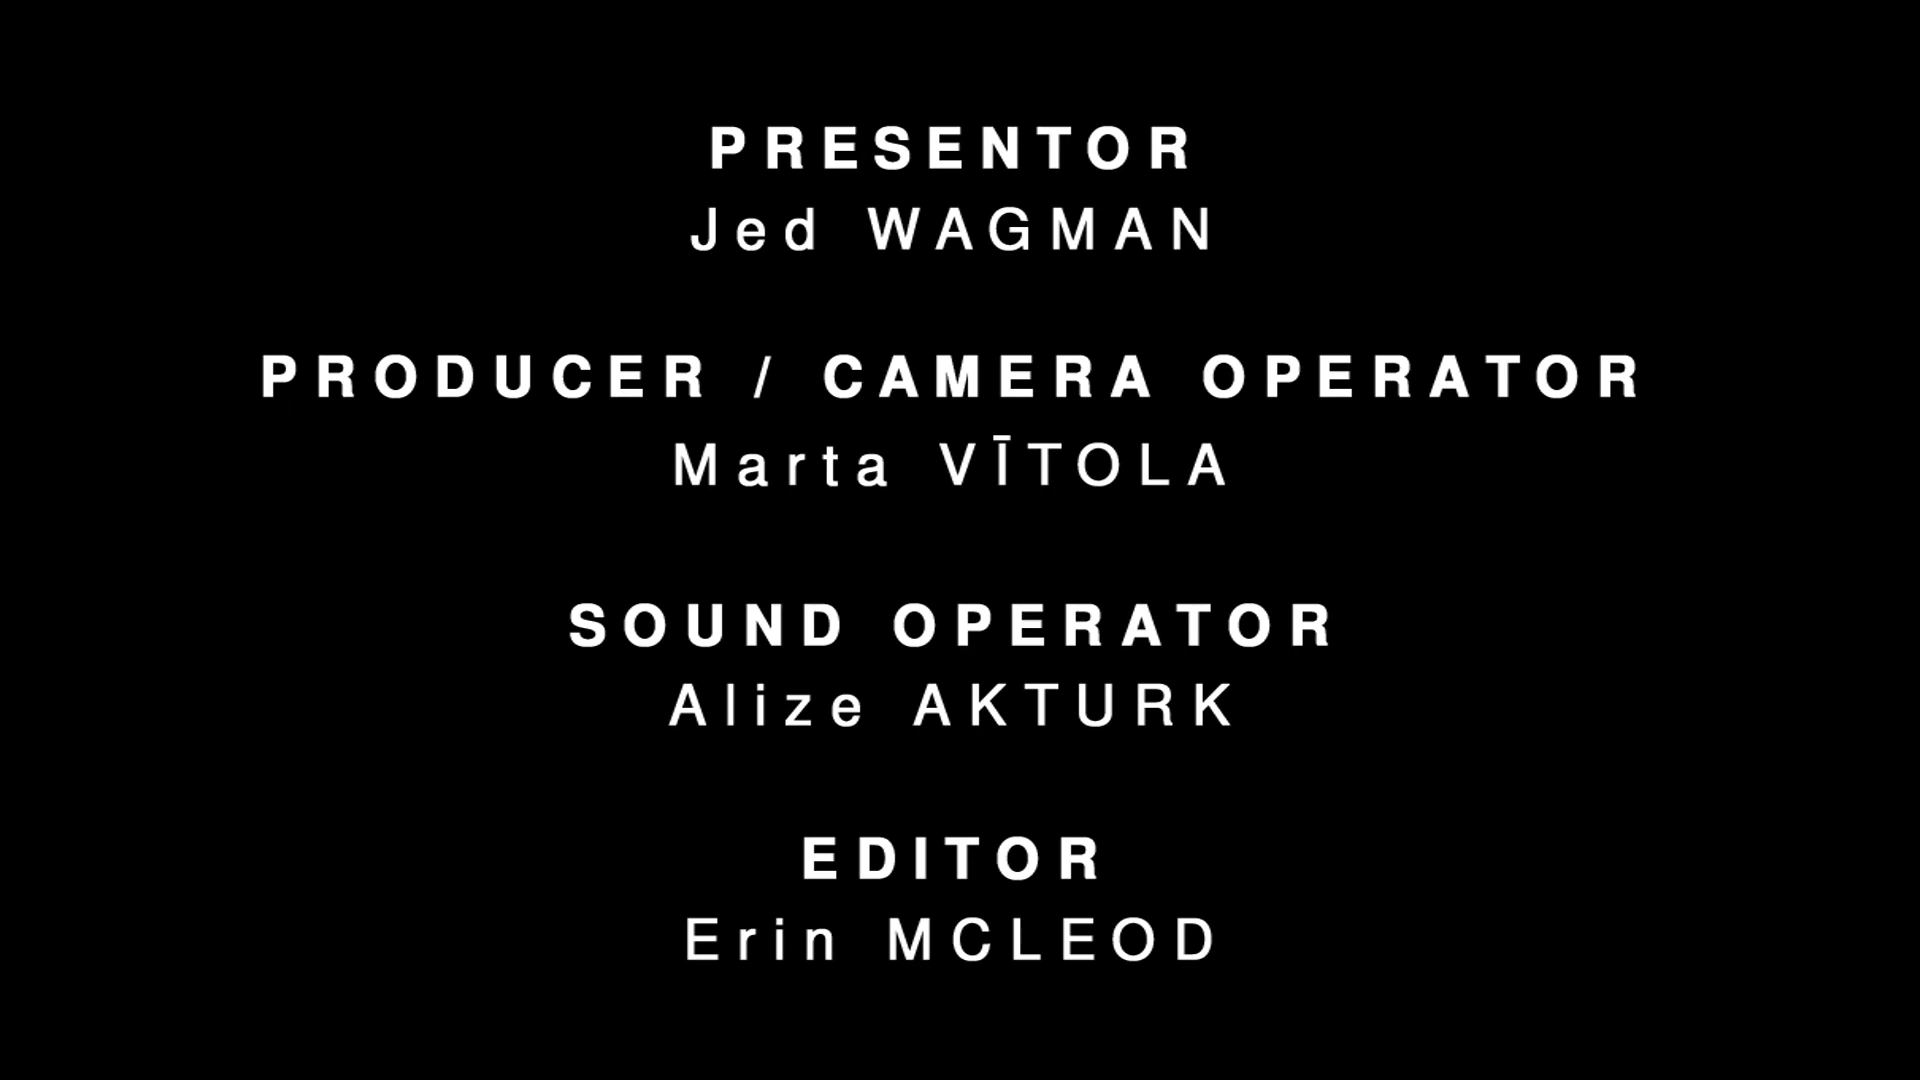 PRESENTOR
Jed WAGMAN
PRODUCER / CAMERA OPERATOR
Marta VĪTOLA
SOUND OPERATOR
Alize AKTURK
EDITOR
Erin MCLEOD